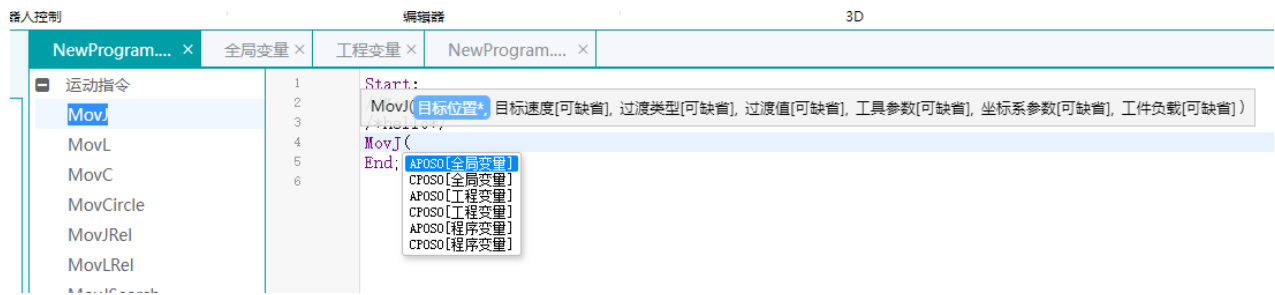 器人控制 编辑器 3D
NewProgram.... × 全局变量 × 工程变量 × NewProgram.... ×
运动指令
MovJ
MovL
MovC
MovCircle
MovJRel
MovLRel
1 Start:
2
MovJ(目标位置*, 目标速度[可缺省], 过渡类型[可缺省], 过渡值[可缺省], 工具参数[可缺省], 坐标系参数[可缺省], 工件负载[可缺省] )
3 /*hello*/
4 MovJ(
5 End;
6
APOS0[全局变量]
CPOS0[全局变量]
APOS0[工程变量]
CPOS0[工程变量]
APOS0[程序变量]
CPOS0[程序变量]